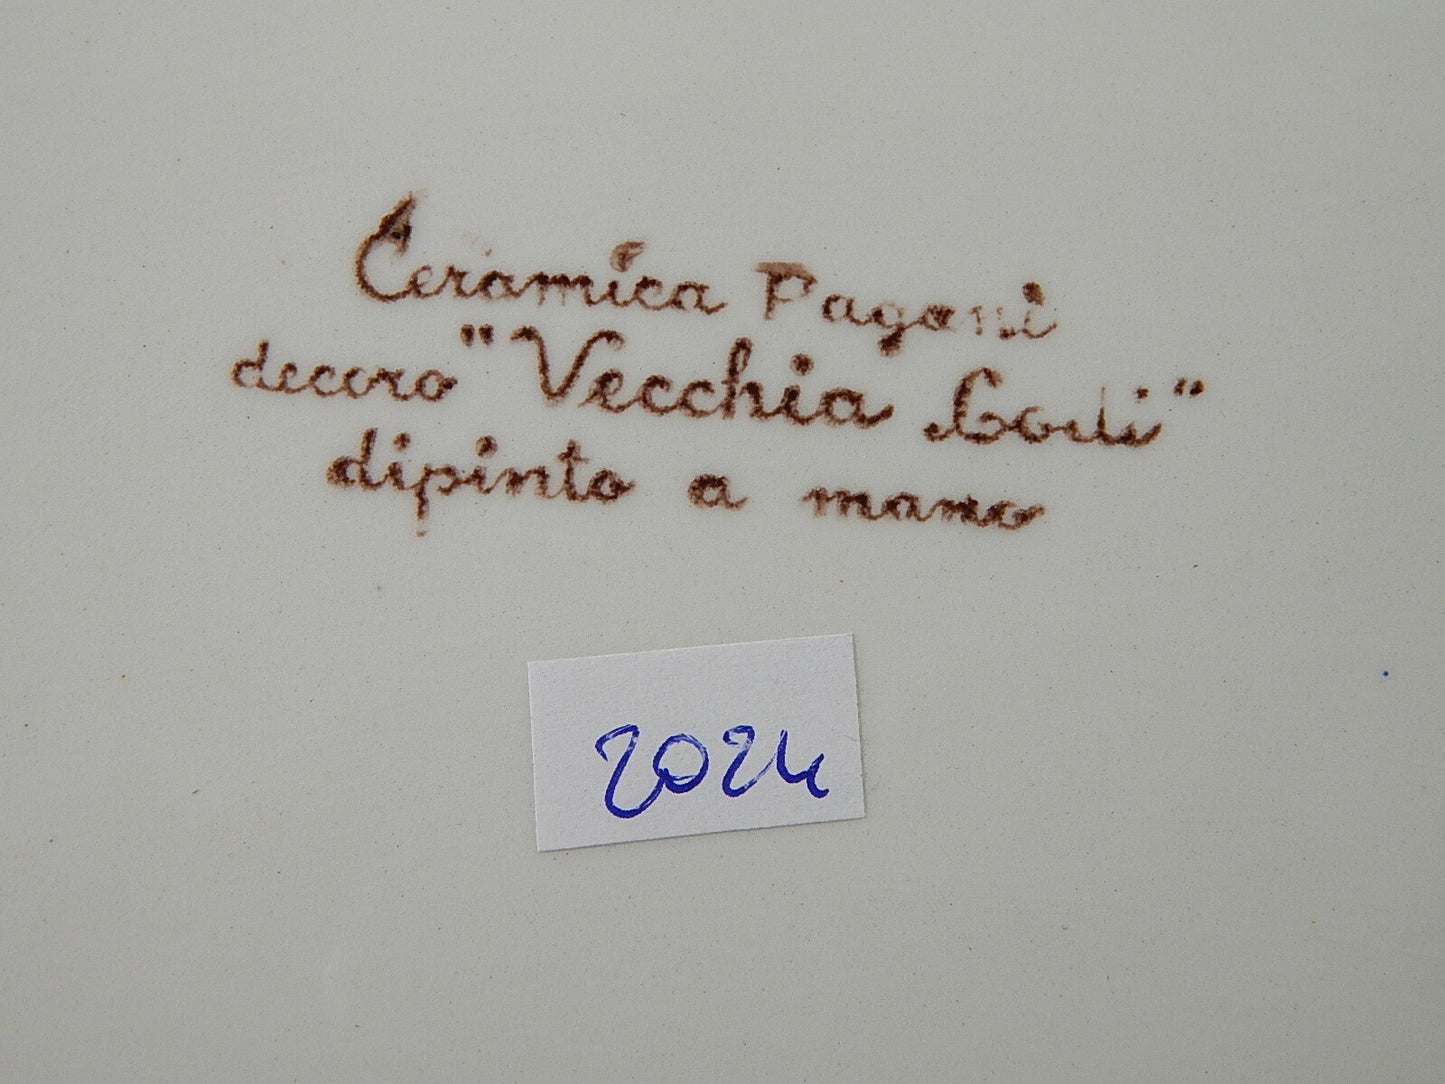 Ceramica Pagani
decoro "Vecchia Lodi"
dipinto a mano
2024